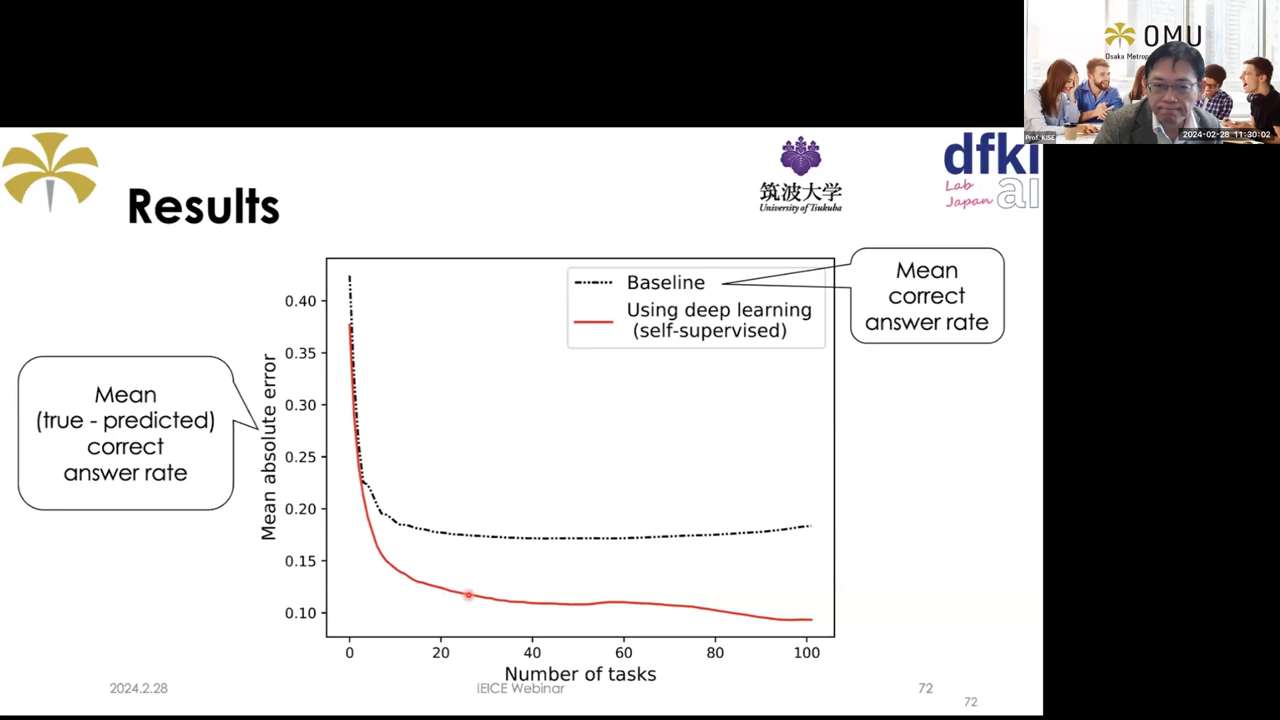 OMU
Osaka Metrop
Prof. KISE
2024-02-28 11:30:02
筑波大学
University of Tsukuba
dfki
Lab
Japan
ai
Results
Baseline
Using deep learning
(self-supervised)
Mean
correct
answer rate
Mean
(true - predicted)
correct
answer rate
Mean absolute error
0.40
0.35
0.30
0.25
0.20
0.15
0.10
0
20
40
60
80
100
Number of tasks
2024.2.28
IEICE Webinar
72
72